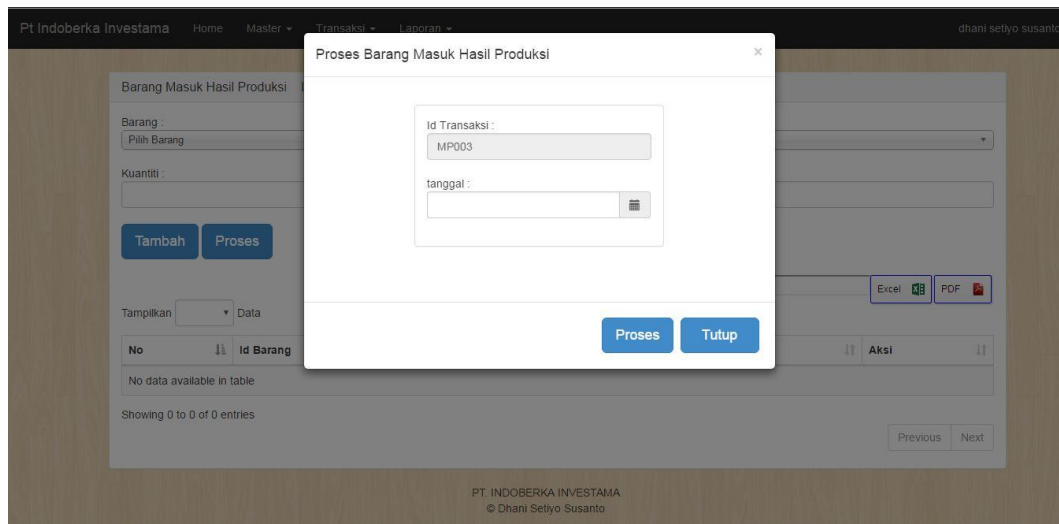 Pt Indoberka Investama Home Master Transaksi Laporan dhani setiyo susanto
Proses Barang Masuk Hasil Produksi ×
Barang Masuk Hasil Produksi
Barang :
Pilih Barang
Id Transaksi :
MP003
Kuantiti :
tanggal :
Tambah Proses
Excel PDF
Tampilkan Data
Proses Tutup
No Id Barang Aksi
No data available in table
Showing 0 to 0 of 0 entries
Previous Next
PT. INDOBERKA INVESTAMA
© Dhani Setiyo Susanto